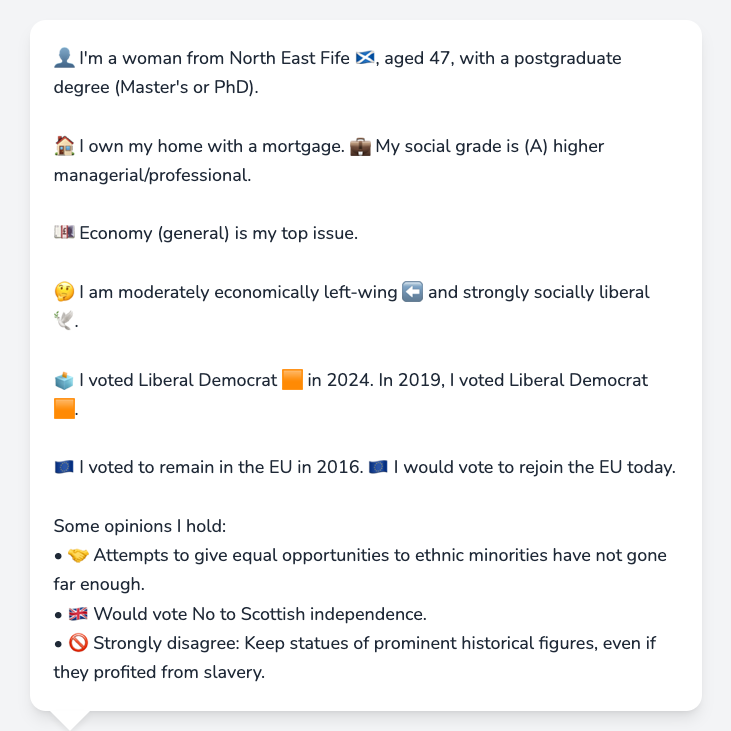 👤 I'm a woman from North East Fife 🏴󠁧󠁢󠁳󠁣󠁴󠁿, aged 47, with a postgraduate
degree (Master's or PhD).
🏠 I own my home with a mortgage. 💼 My social grade is (A) higher
managerial/professional.
💷 Economy (general) is my top issue.
🤔 I am moderately economically left-wing ⬅️ and strongly socially liberal
🕊️.
🗳️ I voted Liberal Democrat 🟧 in 2024. In 2019, I voted Liberal Democrat
🟧.
🇪🇺 I voted to remain in the EU in 2016. 🇪🇺 I would vote to rejoin the EU today.
Some opinions I hold:
• 🤝 Attempts to give equal opportunities to ethnic minorities have not gone
far enough.
• 🇬🇧 Would vote No to Scottish independence.
• 🚫 Strongly disagree: Keep statues of prominent historical figures, even if
they profited from slavery.